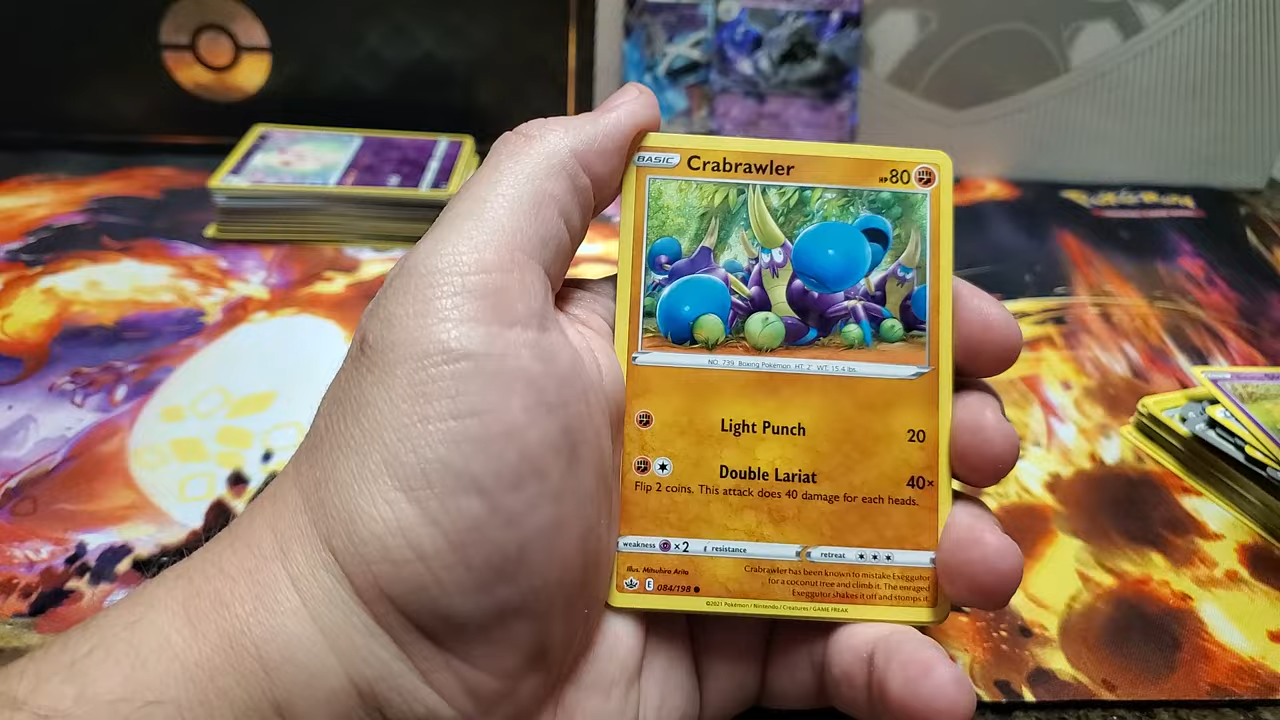 Pokémon
BASIC Crabrawler HP 80
NO. 739 Boxing Pokémon HT. 2' WT. 15.4 lbs.
Light Punch 20
Double Lariat 40×
Flip 2 coins. This attack does 40 damage for each heads.
weakness ×2 resistance retreat
Illus. Mitsuhiro Arita
E 084/198
Crabrawler has been known to mistake Exeggutor
for a coconut tree and climb it. The enraged
Exeggutor shakes it off and stomps it.
©2021 Pokémon / Nintendo / Creatures / GAME FREAK